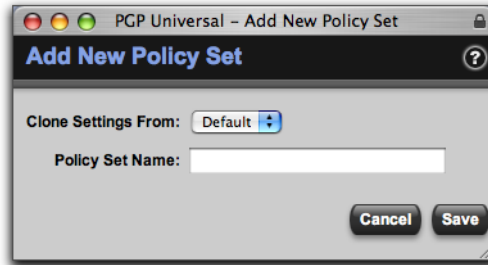 PGP Universal – Add New Policy Set
Add New Policy Set
?
Clone Settings From: Default
Policy Set Name:
Cancel Save